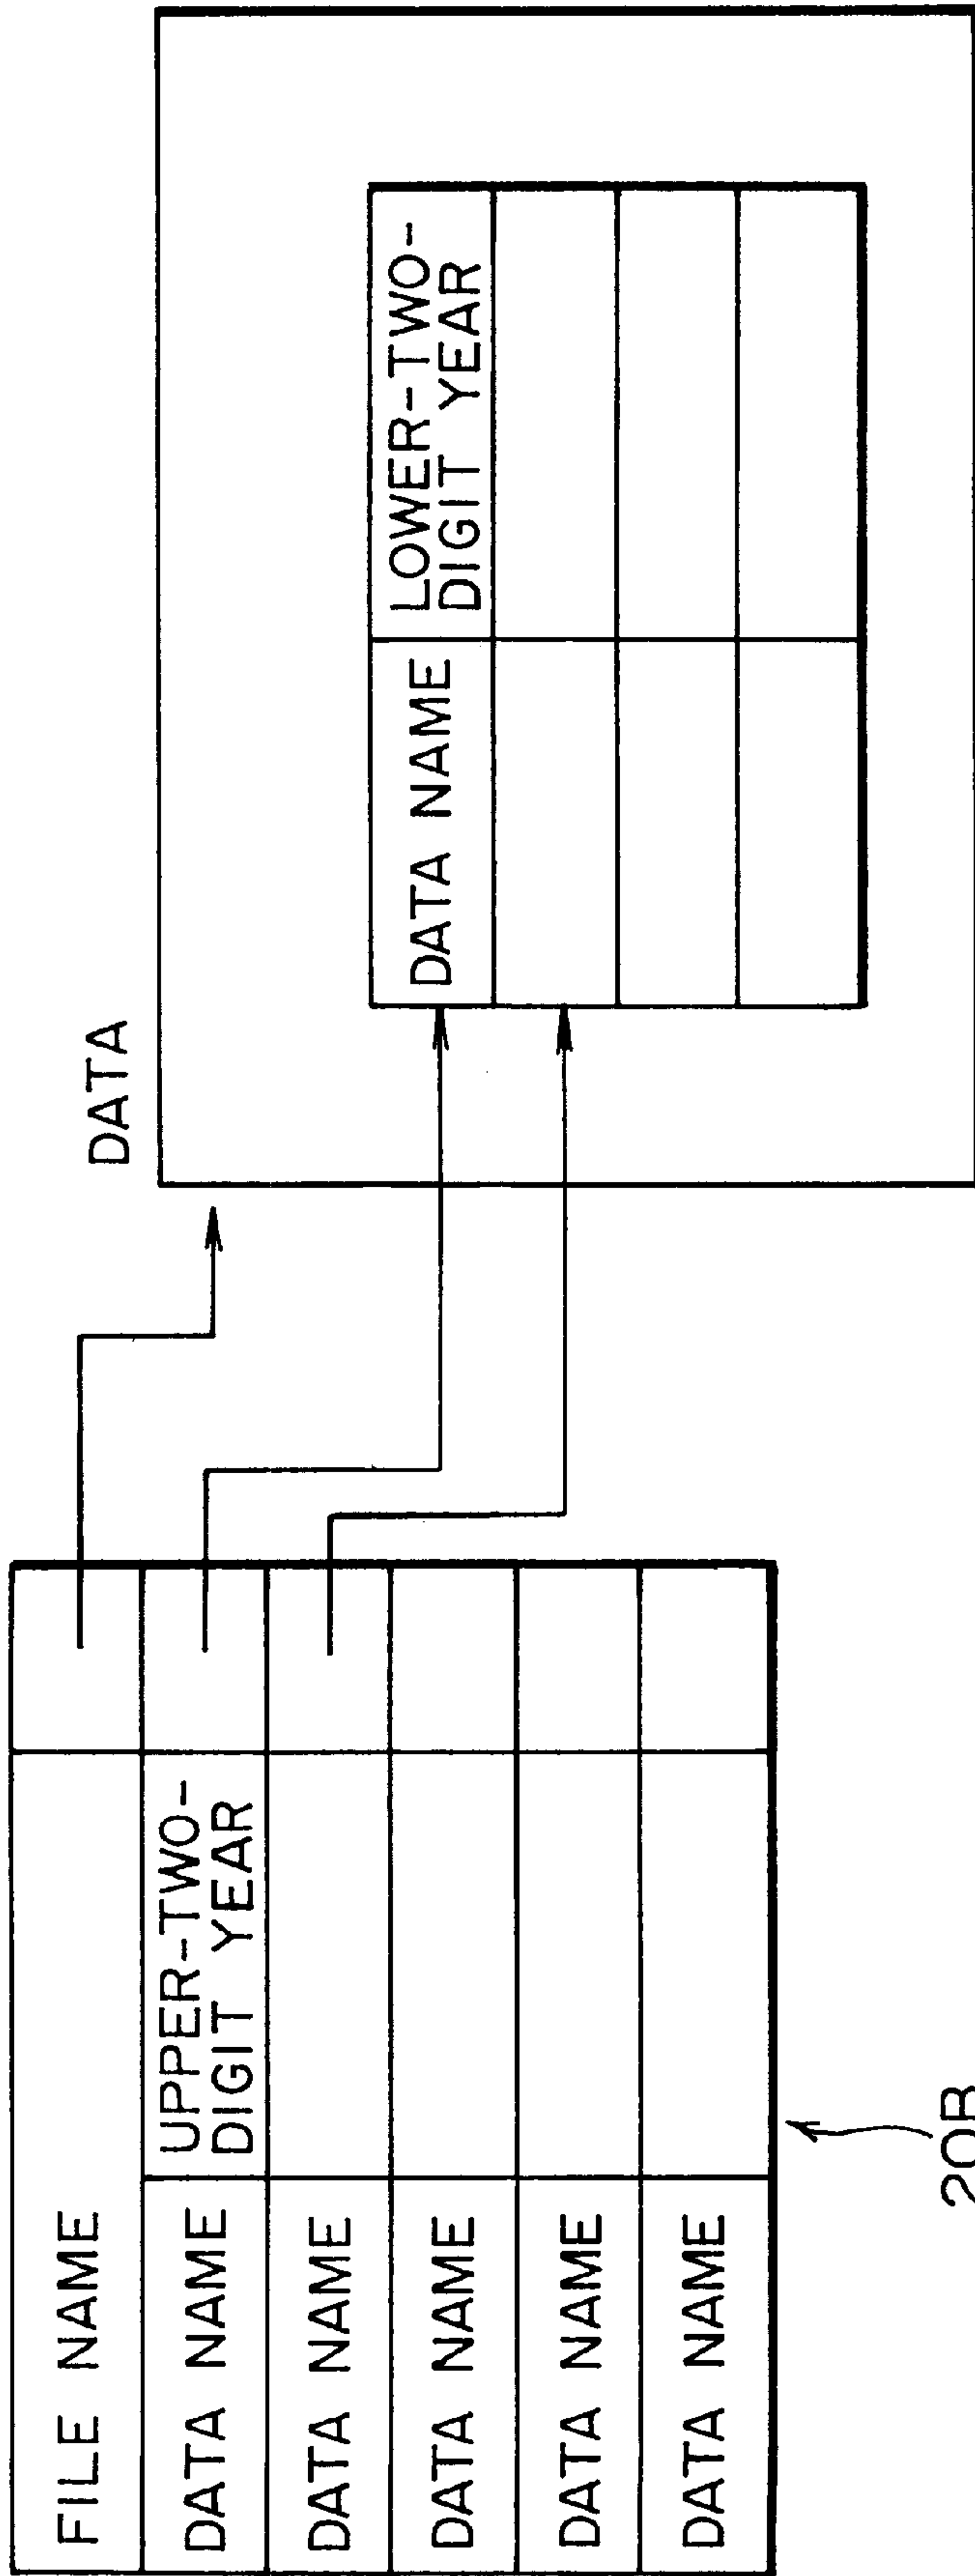 FILE NAME
DATA NAME
UPPER-TWO-
DIGIT YEAR
DATA NAME
DATA NAME
DATA NAME
DATA NAME
20B
DATA
DATA NAME
LOWER-TWO-
DIGIT YEAR